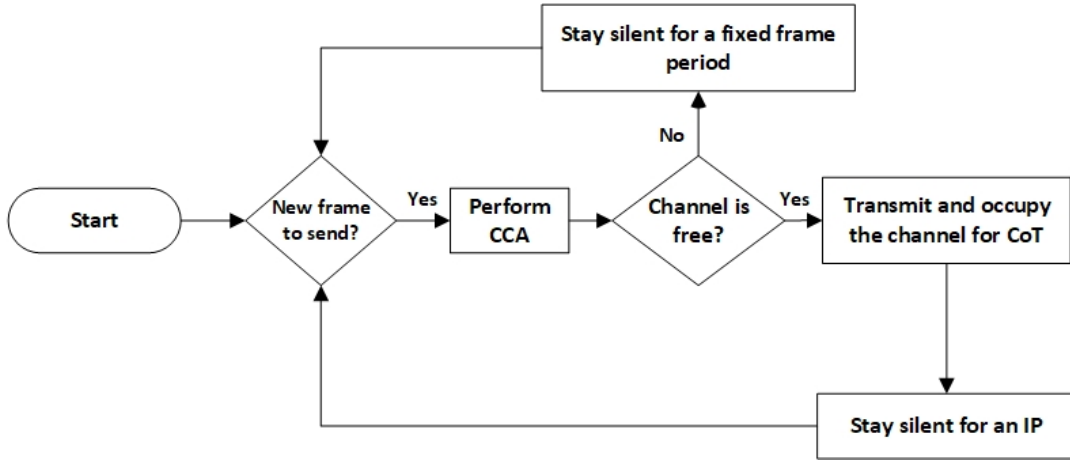 Stay silent for a fixed frame
period
No
Start
New frame
to send?
Yes
Perform
CCA
Channel is
free?
Yes
Transmit and occupy
the channel for CoT
Stay silent for an IP